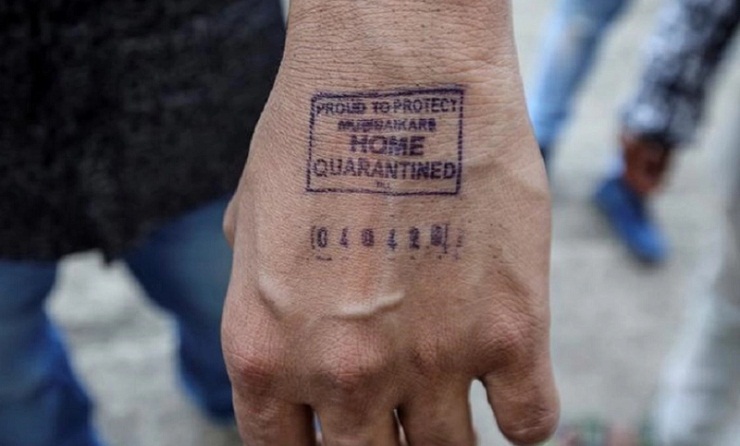 PROUD TO PROTECT
MUMBAIKARS
HOME
QUARANTINED